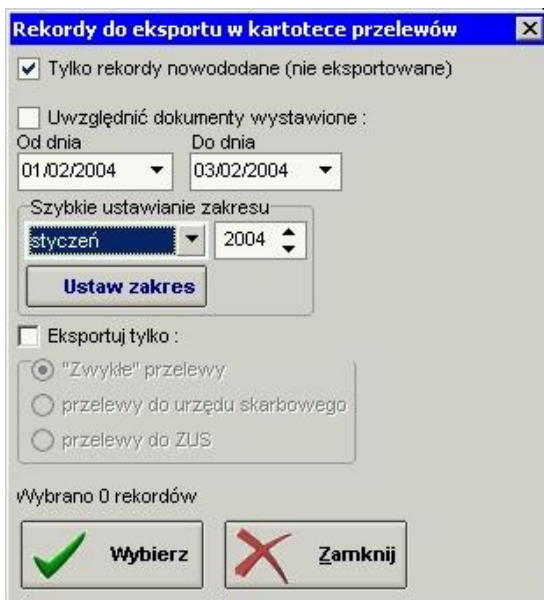 Rekordy do eksportu w kartotece przelewów
Tylko rekordy nowododane (nie eksportowane)
Uwzględnić dokumenty wystawione :
Od dnia Do dnia
01/02/2004 03/02/2004
Szybkie ustawianie zakresu
styczeń 2004
Ustaw zakres
Eksportuj tylko :
"Zwykłe" przelewy
przelewy do urzędu skarbowego
przelewy do ZUS
Wybrano 0 rekordów
Wybierz Zamknij